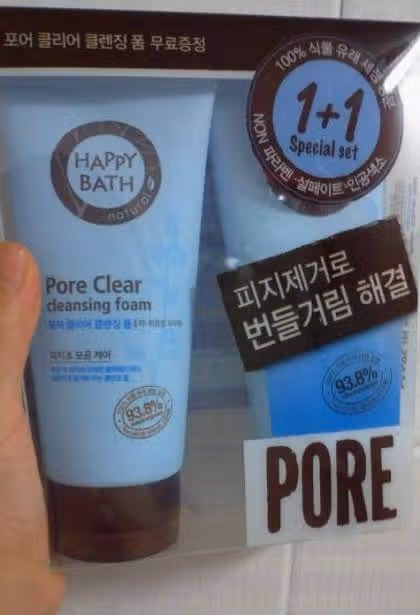 포어 클리어 클렌징 폼 무료증정
100% 식물 유래 세정성분
1+1
Special set
NON 파라벤·설페이트·인공색소
HAPPY
BATH
natural
Pore Clear
cleansing foam
포어 클리어 클렌징 폼
피지제거로
번들거림 해결
피지& 모공 케어
93.8%
93.8%
PORE